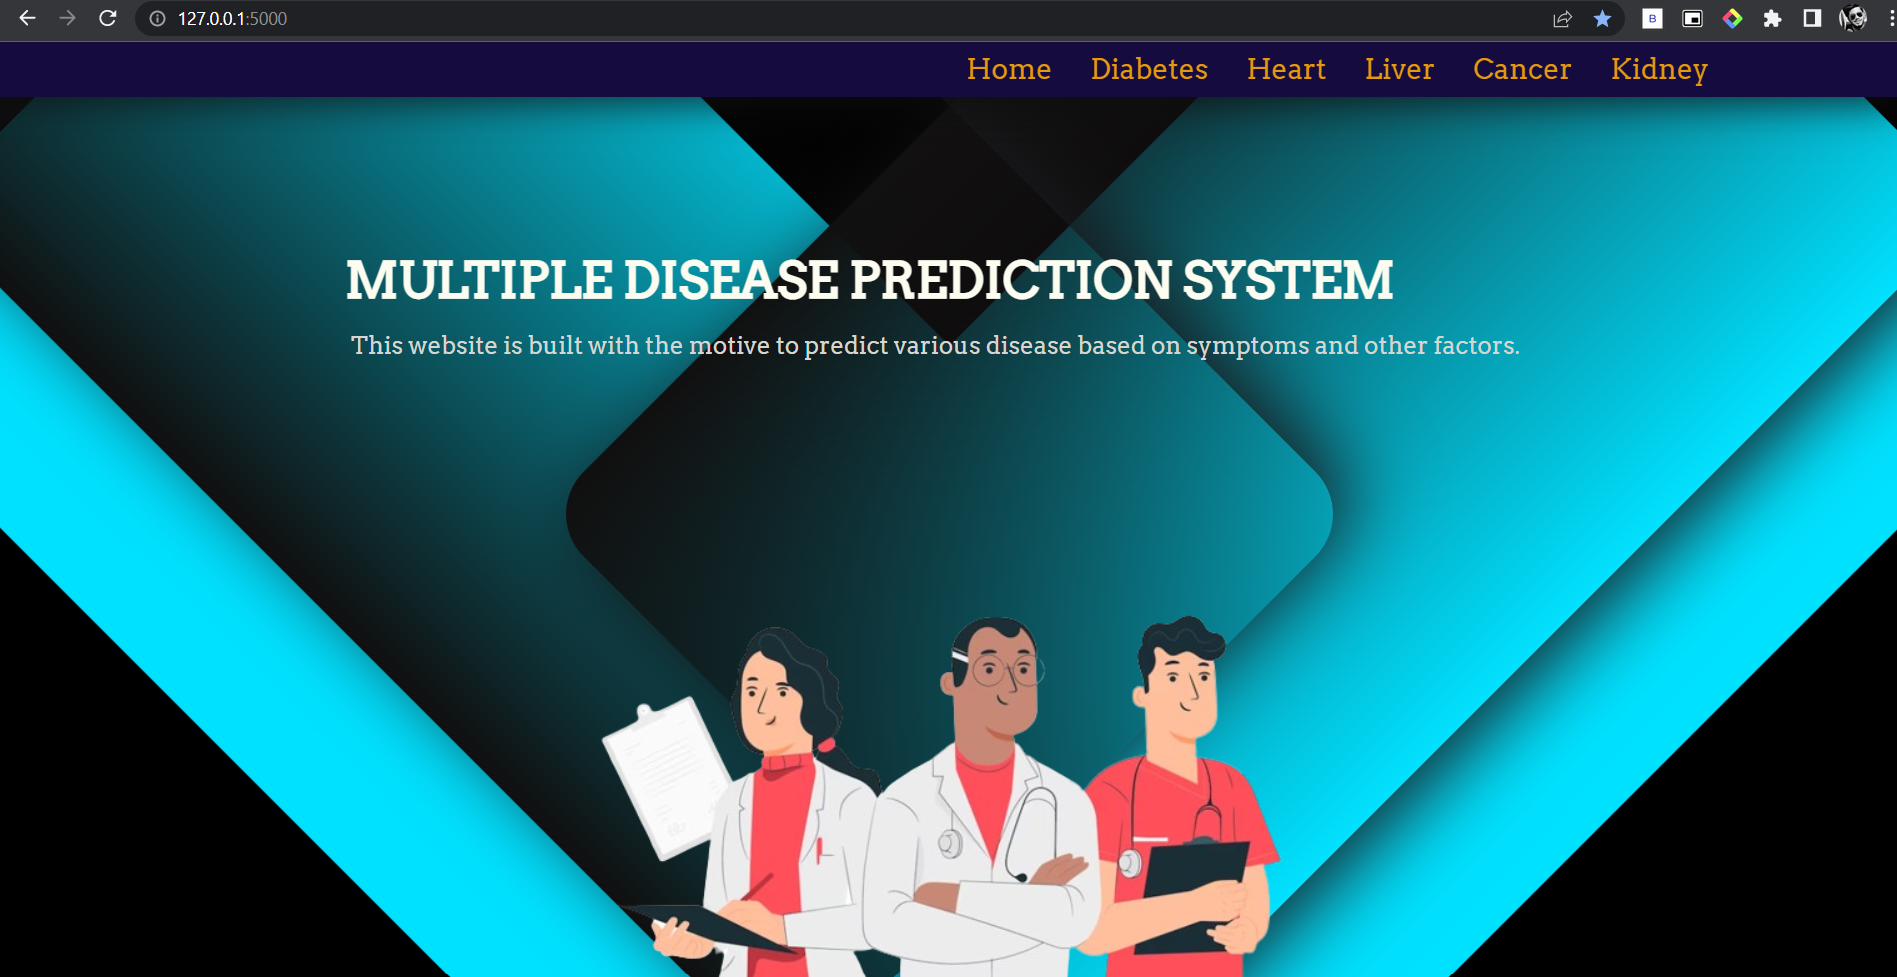 127.0.0.1:5000
B
Home Diabetes Heart Liver Cancer Kidney
MULTIPLE DISEASE PREDICTION SYSTEM
This website is built with the motive to predict various disease based on symptoms and other factors.